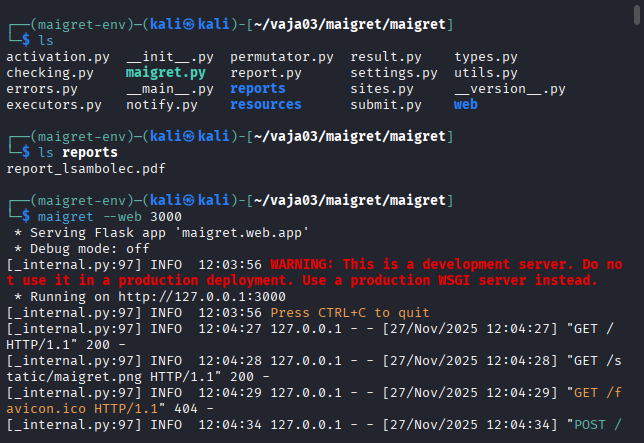 ┌──(maigret-env)─(kali㉿kali)-[~/vaja03/maigret/maigret]
└─$ ls
activation.py  __init__.py  permutator.py  result.py    types.py
checking.py    maigret.py   report.py      settings.py  utils.py
errors.py      __main__.py  reports        sites.py     __version__.py
executors.py   notify.py    resources      submit.py    web
┌──(maigret-env)─(kali㉿kali)-[~/vaja03/maigret/maigret]
└─$ ls reports
report_lsambolec.pdf
┌──(maigret-env)─(kali㉿kali)-[~/vaja03/maigret/maigret]
└─$ maigret --web 3000
 * Serving Flask app 'maigret.web.app'
 * Debug mode: off
[_internal.py:97] INFO  12:03:56 WARNING: This is a development server. Do no
t use it in a production deployment. Use a production WSGI server instead.
 * Running on http://127.0.0.1:3000
[_internal.py:97] INFO  12:03:56 Press CTRL+C to quit
[_internal.py:97] INFO  12:04:27 127.0.0.1 - - [27/Nov/2025 12:04:27] "GET /
HTTP/1.1" 200 -
[_internal.py:97] INFO  12:04:28 127.0.0.1 - - [27/Nov/2025 12:04:28] "GET /s
tatic/maigret.png HTTP/1.1" 200 -
[_internal.py:97] INFO  12:04:29 127.0.0.1 - - [27/Nov/2025 12:04:29] "GET /f
avicon.ico HTTP/1.1" 404 -
[_internal.py:97] INFO  12:04:34 127.0.0.1 - - [27/Nov/2025 12:04:34] "POST /